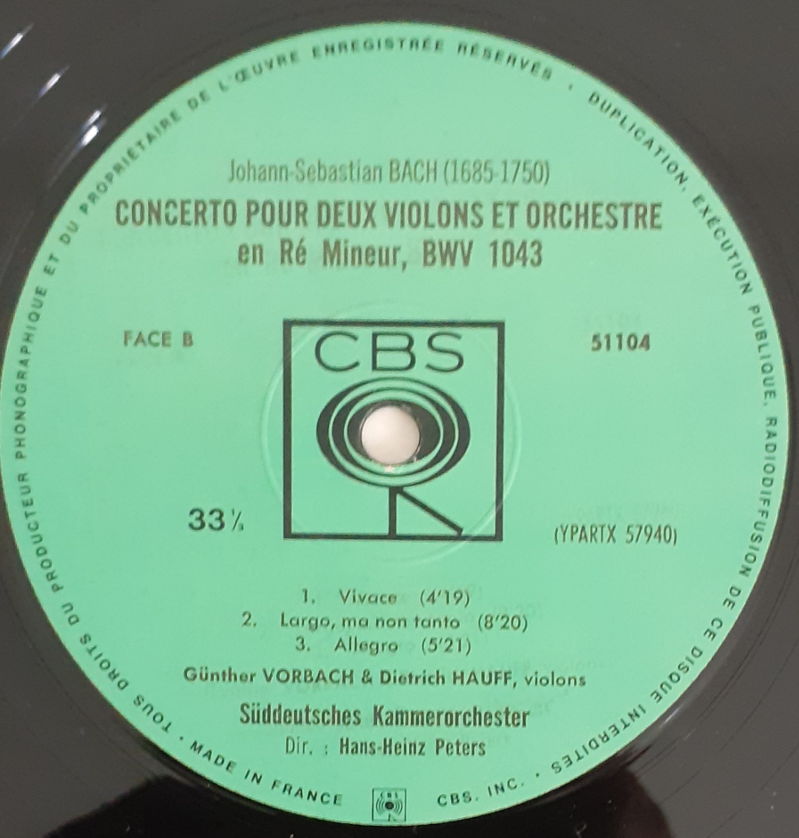 Johann-Sebastian BACH (1685-1750)
CONCERTO POUR DEUX VIOLONS ET ORCHESTRE
en Ré Mineur, BWV 1043
FACE B
51104
CBS
33⅓
(YPARTX 57940)
1. Vivace (4'19)
2. Largo, ma non tanto (8'20)
3. Allegro (5'21)
Günther VORBACH & Dietrich HAUFF, violons
Süddeutsches Kammerorchester
Dir. : Hans-Heinz Peters
TOUS DROITS DU PRODUCTEUR PHONOGRAPHIQUE ET DU PROPRIÉTAIRE DE L'ŒUVRE ENREGISTRÉE RÉSERVÉS · DUPLICATION, EXÉCUTION PUBLIQUE, RADIODIFFUSION DE CE DISQUE INTERDITES ·
MADE IN FRANCE
CBS
CBS. INC. ·